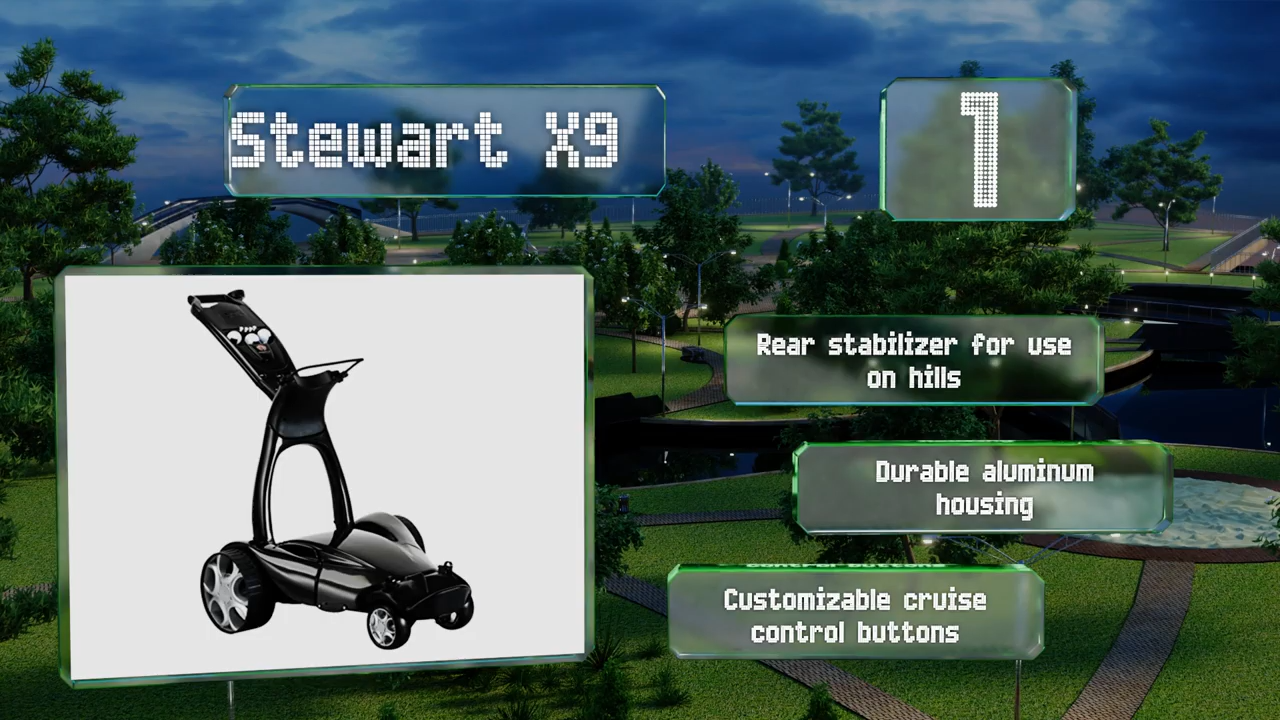 Stewart X9
1
Rear stabilizer for use
on hills
Durable aluminum
housing
Customizable cruise
control buttons